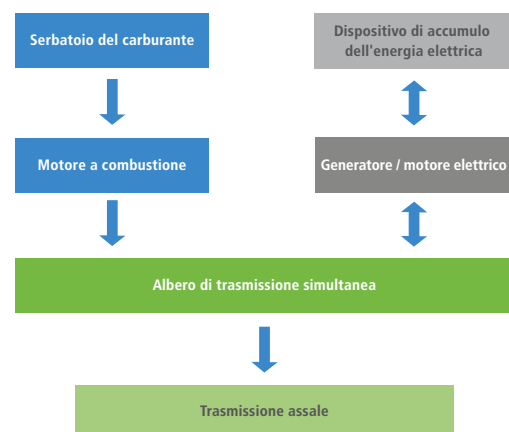 Serbatoio del carburante
Dispositivo di accumulo
dell'energia elettrica
Motore a combustione
Generatore / motore elettrico
Albero di trasmissione simultanea
Trasmissione assale